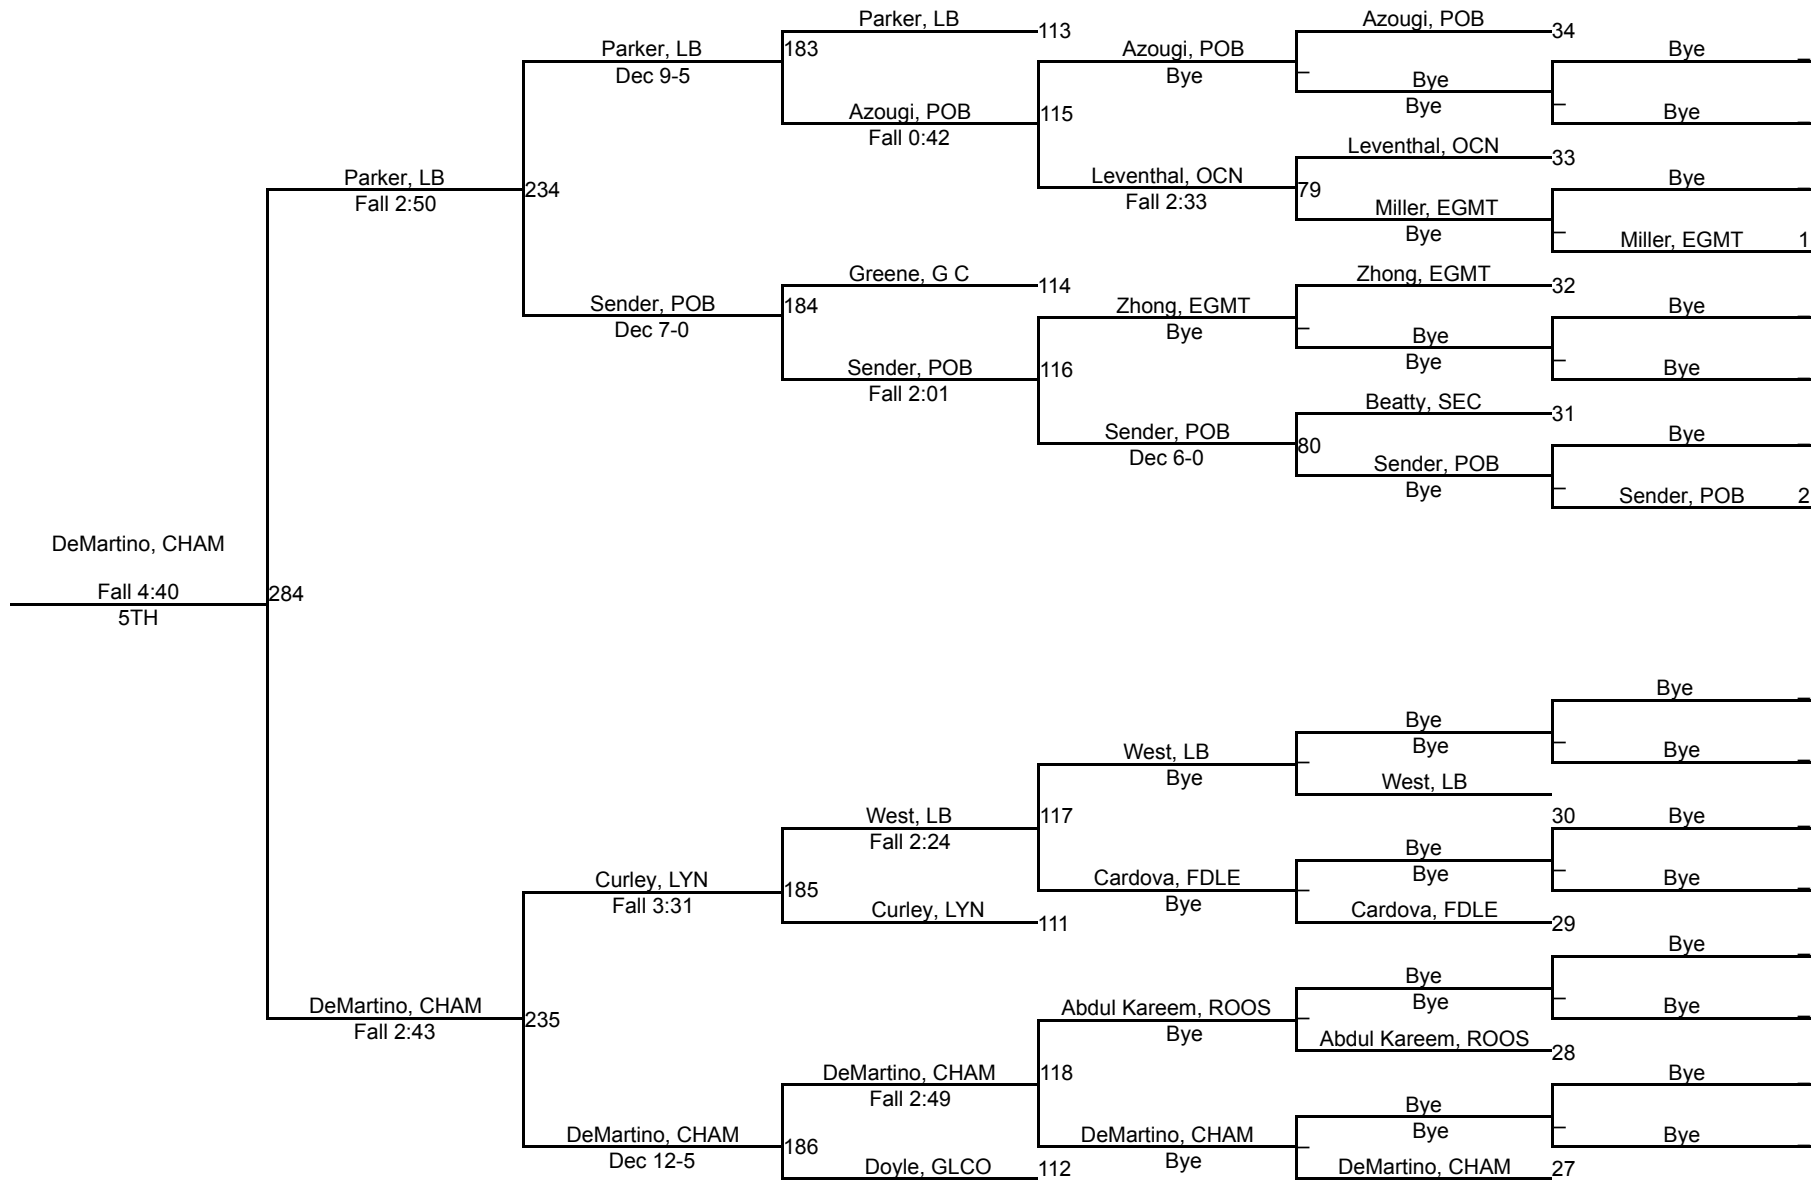 Parker, LB
113
Azougi, POB
34
Parker, LB
183
Azougi, POB
Bye
Dec 9-5
Bye
Bye
Bye
Azougi, POB
115
Bye
Fall 0:42
Leventhal, OCN
33
Parker, LB
234
Leventhal, OCN
79
Bye
Fall 2:50
Fall 2:33
Miller, EGMT
Bye
Miller, EGMT 1
Greene, G C
114
Zhong, EGMT
32
Sender, POB
184
Zhong, EGMT
Bye
Dec 7-0
Bye
Bye
Bye
Sender, POB
116
Bye
Fall 2:01
Beatty, SEC
31
Sender, POB
80
Bye
Dec 6-0
Sender, POB
Bye
Sender, POB 2
DeMartino, CHAM
Fall 4:40
284
5TH
Bye
Bye
Bye
West, LB
Bye
Bye
West, LB
West, LB
117
30
Bye
Fall 2:24
Bye
Bye
Curley, LYN
185
Cardova, FDLE
Bye
Fall 3:31
Bye
Curley, LYN
111
Cardova, FDLE
29
Bye
Bye
Bye
DeMartino, CHAM
235
Abdul Kareem, ROOS
Bye
Fall 2:43
Bye
Abdul Kareem, ROOS
28
DeMartino, CHAM
118
Bye
Fall 2:49
Bye
Bye
DeMartino, CHAM
186
DeMartino, CHAM
Bye
Dec 12-5
Bye
Doyle, GLCO
112
DeMartino, CHAM
27